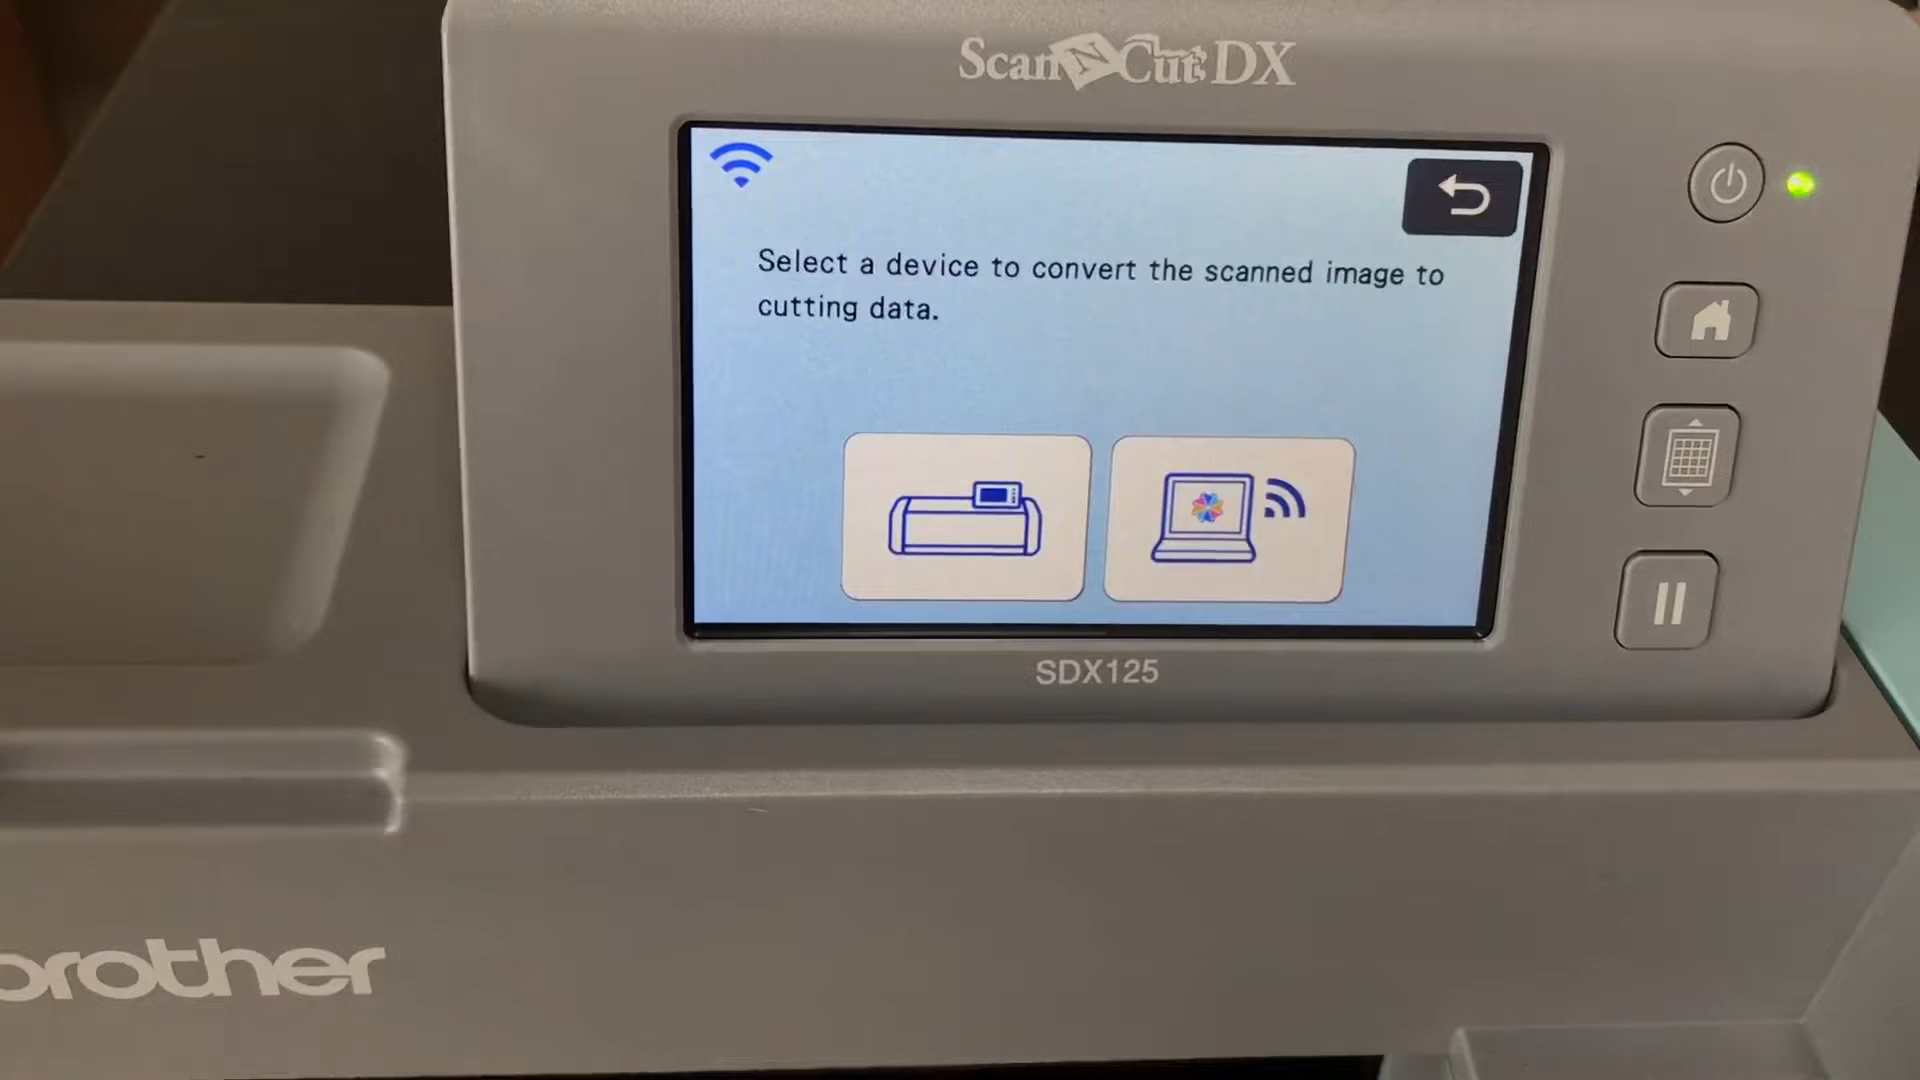 ScanNCut DX
Select a device to convert the scanned image to
cutting data.
SDX125
brother